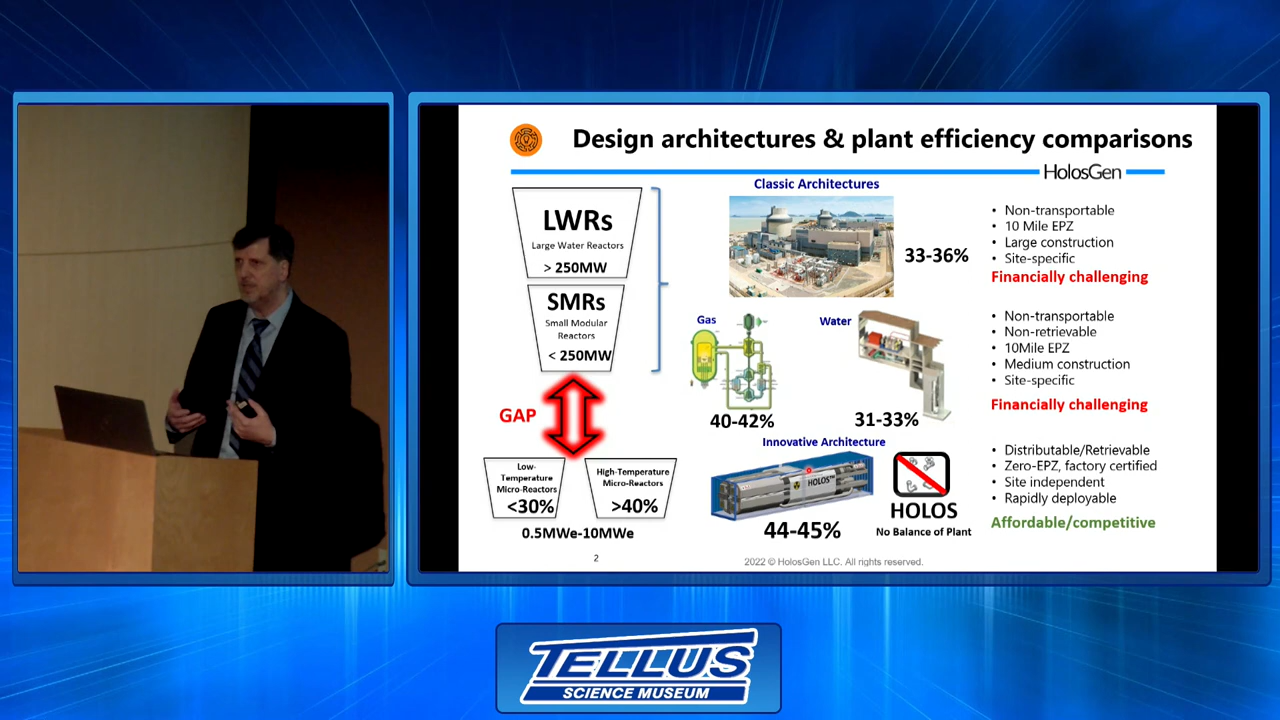 Design architectures & plant efficiency comparisons
HolosGen
LWRs
Large Water Reactors
> 250MW
SMRs
Small Modular
Reactors
< 250MW
GAP
Low-
Temperature
Micro-Reactors
<30%
High-Temperature
Micro-Reactors
>40%
0.5MWe-10MWe
Classic Architectures
33-36%
Gas
40-42%
Water
31-33%
Innovative Architecture
HOLOS™
44-45%
HOLOS
No Balance of Plant
• Non-transportable
• 10 Mile EPZ
• Large construction
• Site-specific
Financially challenging
• Non-transportable
• Non-retrievable
• 10Mile EPZ
• Medium construction
• Site-specific
Financially challenging
• Distributable/Retrievable
• Zero-EPZ, factory certified
• Site independent
• Rapidly deployable
Affordable/competitive
2
2022 © HolosGen LLC. All rights reserved.
TELLUS
SCIENCE MUSEUM